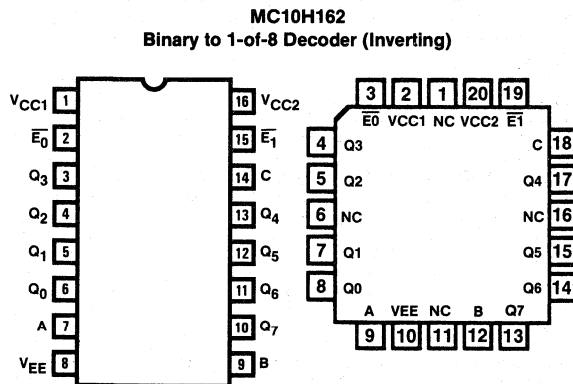 MC10H162
Binary to 1-of-8 Decoder (Inverting)
VCC1 1 16 VCC2
E̅0̅ 2 15 E̅1̅
Q3 3 14 C
Q2 4 13 Q4
Q1 5 12 Q5
Q0 6 11 Q6
A 7 10 Q7
VEE 8 9 B
3 2 1 20 19
E̅0̅ VCC1 NC VCC2 E̅1̅
4 Q3 C 18
5 Q2 Q4 17
6 NC NC 16
7 Q1 Q5 15
8 Q0 Q6 14
A VEE NC B Q7
9 10 11 12 13